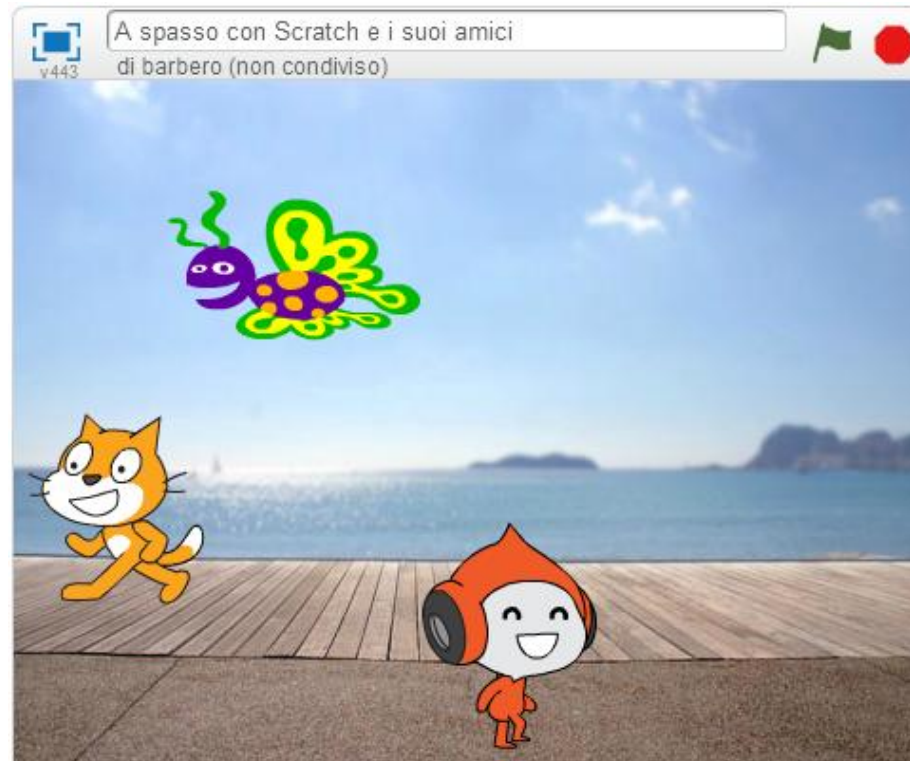 A spasso con Scratch e i suoi amici
di barbero (non condiviso)
v443